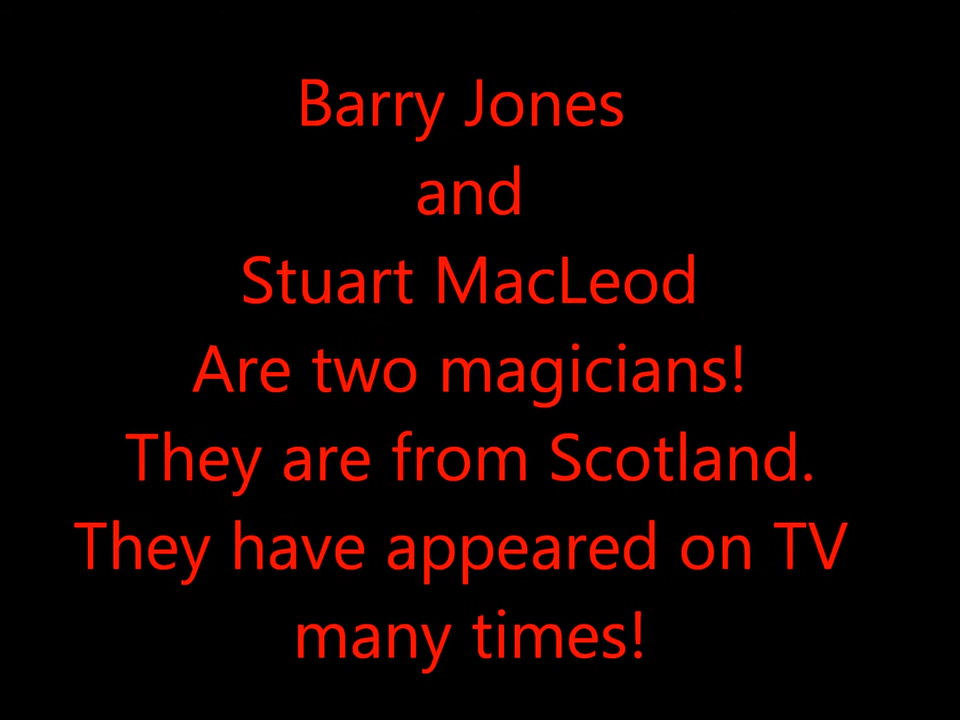 Barry Jones
and
Stuart MacLeod
Are two magicians!
They are from Scotland.
They have appeared on TV
many times!